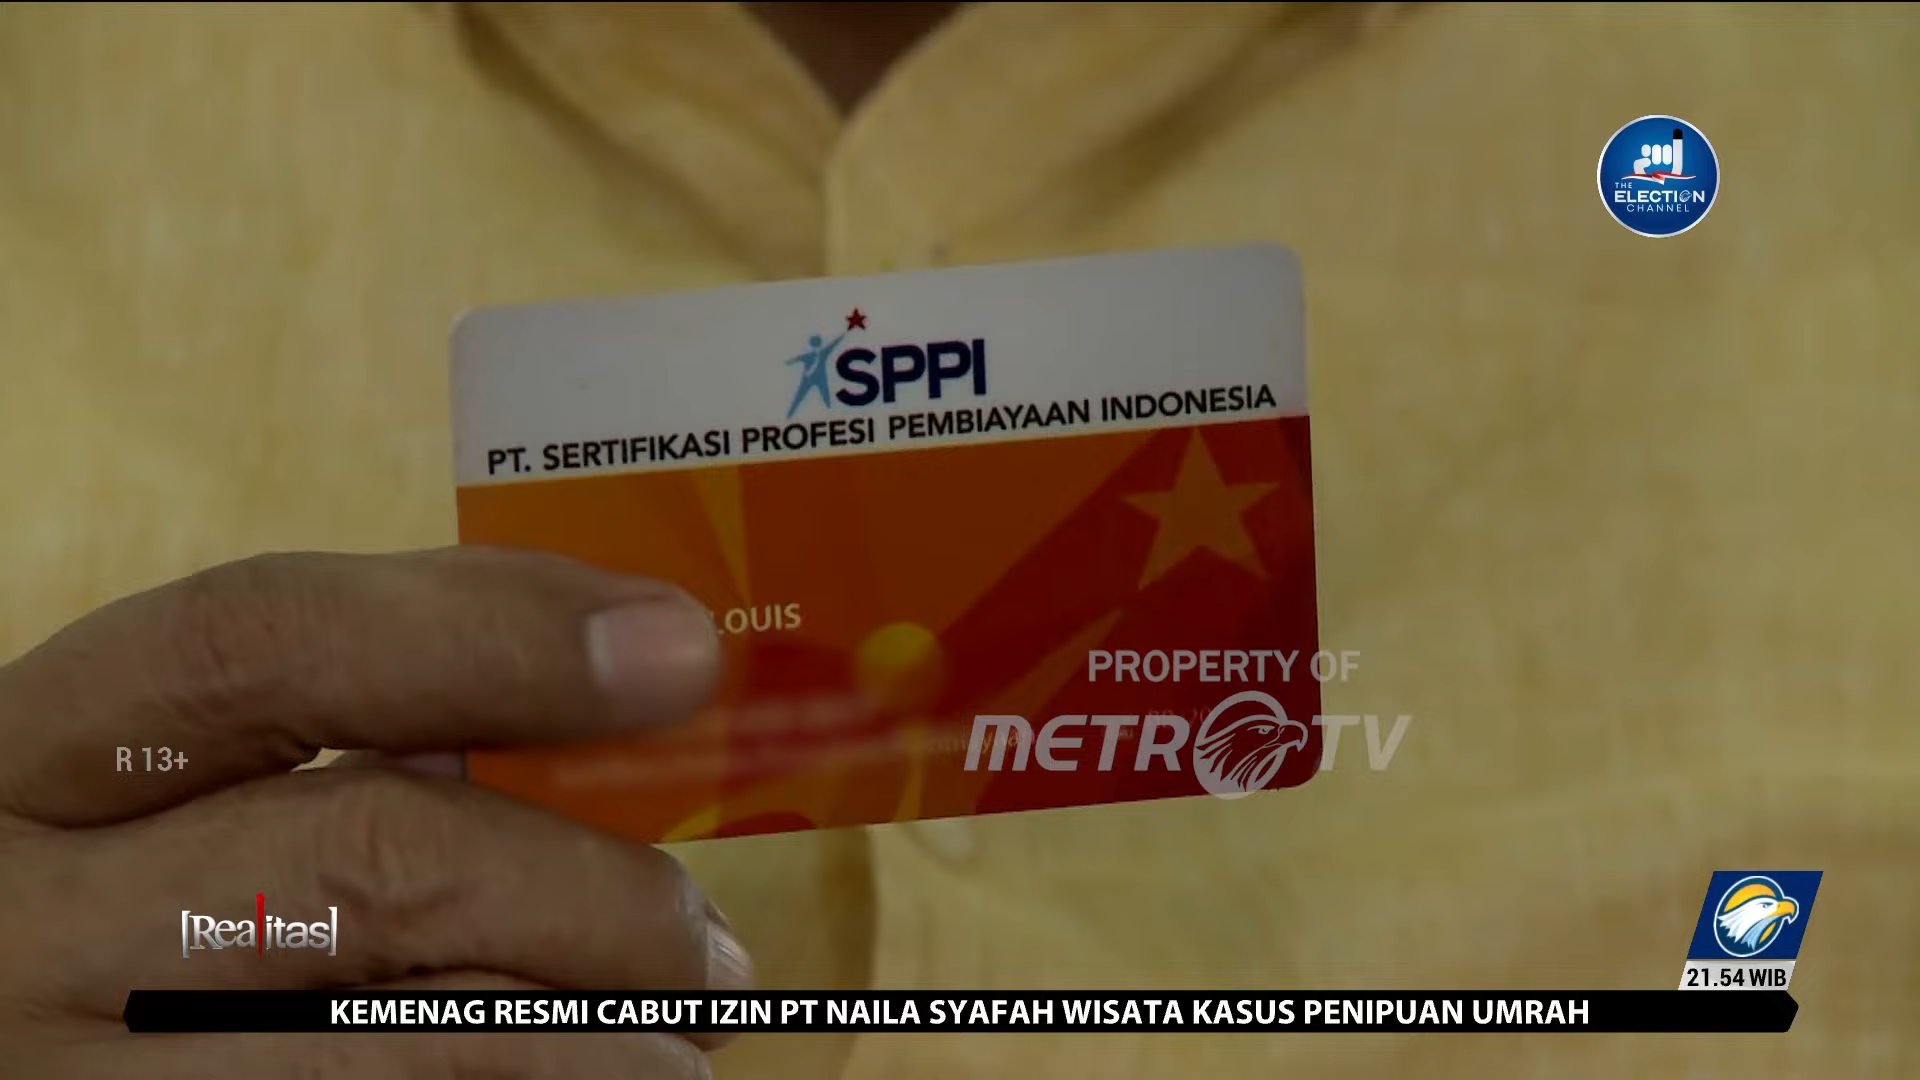 THE
ELECTION
CHANNEL
SPPI
PT. SERTIFIKASI PROFESI PEMBIAYAAN INDONESIA
LOUIS
PROPERTY OF
METRO TV
R 13+
[Realitas]
21.54 WIB
KEMENAG RESMI CABUT IZIN PT NAILA SYAFAH WISATA KASUS PENIPUAN UMRAH